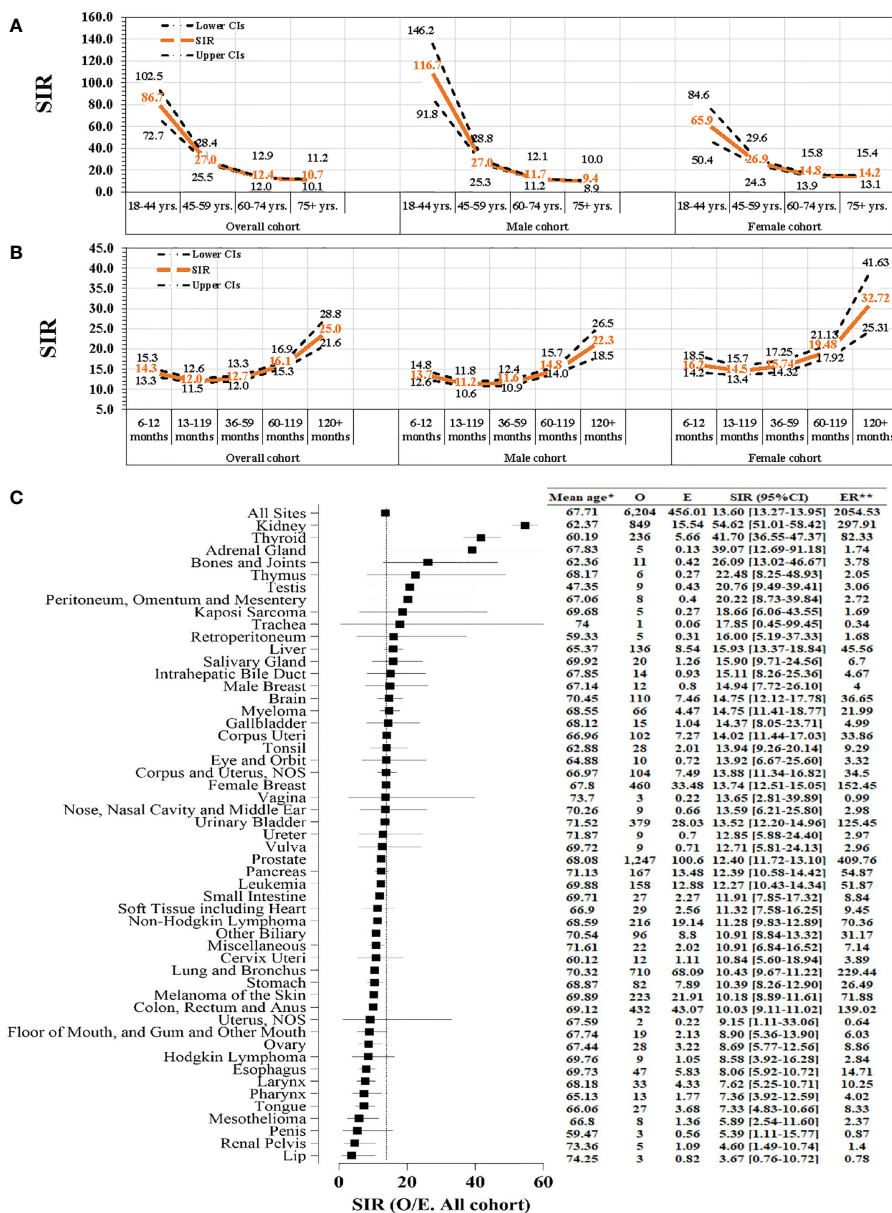 A
SIR
160.0
140.0
120.0
100.0
80.0
60.0
40.0
20.0
0.0
Lower CIs
SIR
Upper CIs
102.5
86.7
72.7
28.4
27.0
25.5
12.9
12.4
12.0
11.2
10.7
10.1
146.2
116.7
91.8
28.8
27.0
25.3
12.1
11.7
11.2
10.0
9.4
8.9
84.6
65.9
50.4
29.6
26.9
24.3
15.8
14.8
13.9
15.4
14.2
13.1
18-44 yrs. 45-59 yrs. 60-74 yrs. 75+ yrs. 18-44 yrs. 45-59 yrs. 60-74 yrs. 75+ yrs. 18-44 yrs. 45-59 yrs. 60-74 yrs. 75+ yrs.
Overall cohort Male cohort Female cohort
B
SIR
45.0
40.0
35.0
30.0
25.0
20.0
15.0
10.0
5.0
Lower CIs
SIR
Upper CIs
15.3
14.3
13.3
12.6
12.0
11.5
13.3
12.7
12.0
16.9
16.1
15.3
28.8
25.0
21.6
14.8
13.7
12.6
11.8
11.2
10.6
12.4
11.6
10.9
15.7
14.8
14.0
26.5
22.3
18.5
18.5
16.2
14.2
15.7
14.5
13.4
17.25
15.74
14.32
21.13
19.48
17.92
41.63
32.72
25.31
6-12 13-119 36-59 60-119 120+ 6-12 13-119 36-59 60-119 120+ 6-12 13-119 36-59 60-119 120+
months months months months months months months months months months months months months months months
Overall cohort Male cohort Female cohort
C
Mean age* O E SIR (95%CI) ER**
All Sites 67.71 6,204 456.01 13.60 [13.27-13.95] 2054.53
Kidney 62.37 849 15.54 54.62 [51.01-58.42] 297.91
Thyroid 60.19 236 5.66 41.70 [36.55-47.37] 82.33
Adrenal Gland 67.83 5 0.13 39.07 [12.69-91.18] 1.74
Bones and Joints 62.36 11 0.42 26.09 [13.02-46.67] 3.78
Thymus 68.17 6 0.27 22.48 [8.25-48.93] 2.05
Testis 47.35 9 0.43 20.76 [9.49-39.41] 3.06
Peritoneum, Omentum and Mesentery 67.06 8 0.4 20.22 [8.73-39.84] 2.72
Kaposi Sarcoma 69.68 5 0.27 18.66 [6.06-43.55] 1.69
Trachea 74 1 0.06 17.85 [0.45-99.45] 0.34
Retroperitoneum 59.33 5 0.31 16.00 [5.19-37.33] 1.68
Liver 65.37 136 8.54 15.93 [13.37-18.84] 45.56
Salivary Gland 69.92 20 1.26 15.90 [9.71-24.56] 6.7
Intrahepatic Bile Duct 67.85 14 0.93 15.11 [8.26-25.36] 4.67
Male Breast 67.14 12 0.8 14.94 [7.72-26.10] 4
Brain 70.45 110 7.46 14.75 [12.12-17.78] 36.65
Myeloma 68.55 66 4.47 14.75 [11.41-18.77] 21.99
Gallbladder 68.12 15 1.04 14.37 [8.05-23.71] 4.99
Corpus Uteri 66.96 102 7.27 14.02 [11.44-17.03] 33.86
Tonsil 62.88 28 2.01 13.94 [9.26-20.14] 9.29
Eye and Orbit 64.88 10 0.72 13.92 [6.67-25.60] 3.32
Corpus and Uterus, NOS 66.97 104 7.49 13.88 [11.34-16.82] 34.5
Female Breast 67.8 460 33.48 13.74 [12.51-15.05] 152.45
Vagina 73.7 3 0.22 13.65 [2.81-39.89] 0.99
Nose, Nasal Cavity and Middle Ear 70.26 9 0.66 13.59 [6.21-25.80] 2.98
Urinary Bladder 71.52 379 28.03 13.52 [12.20-14.96] 125.45
Ureter 71.87 9 0.7 12.85 [5.88-24.40] 2.97
Vulva 69.72 9 0.71 12.71 [5.81-24.13] 2.96
Prostate 68.08 1,247 100.6 12.40 [11.72-13.10] 409.76
Pancreas 71.13 167 13.48 12.39 [10.58-14.42] 54.87
Leukemia 69.88 158 12.88 12.27 [10.43-14.34] 51.87
Small Intestine 69.71 27 2.27 11.91 [7.85-17.32] 8.84
Soft Tissue including Heart 66.9 29 2.56 11.32 [7.58-16.25] 9.45
Non-Hodgkin Lymphoma 68.59 216 19.14 11.28 [9.83-12.89] 70.36
Other Biliary 70.54 96 8.8 10.91 [8.84-13.32] 31.17
Miscellaneous 71.61 22 2.02 10.91 [6.84-16.52] 7.14
Cervix Uteri 60.12 12 1.11 10.84 [5.60-18.94] 3.89
Lung and Bronchus 70.32 710 68.09 10.43 [9.67-11.22] 229.44
Stomach 68.87 82 7.89 10.39 [8.26-12.90] 26.49
Melanoma of the Skin 69.89 223 21.91 10.18 [8.89-11.61] 71.88
Colon, Rectum and Anus 69.12 432 43.07 10.03 [9.11-11.02] 139.02
Uterus, NOS 67.59 2 0.22 9.15 [1.11-33.06] 0.64
Floor of Mouth, and Gum and Other Mouth 67.74 19 2.13 8.90 [5.36-13.90] 6.03
Ovary 67.44 28 3.22 8.69 [5.77-12.56] 8.86
Hodgkin Lymphoma 69.76 9 1.05 8.58 [3.92-16.28] 2.84
Esophagus 69.73 47 5.83 8.06 [5.92-10.72] 14.71
Larynx 68.18 33 4.33 7.62 [5.25-10.71] 10.25
Pharynx 65.13 13 1.77 7.36 [3.92-12.59] 4.02
Tongue 66.06 27 3.68 7.33 [4.83-10.66] 8.33
Mesothelioma 66.8 8 1.36 5.89 [2.54-11.60] 2.37
Penis 59.47 3 0.56 5.39 [1.11-15.77] 0.87
Renal Pelvis 73.36 5 1.09 4.60 [1.49-10.74] 1.4
Lip 74.25 3 0.82 3.67 [0.76-10.72] 0.78
0 20 40 60
SIR (O/E. All cohort)